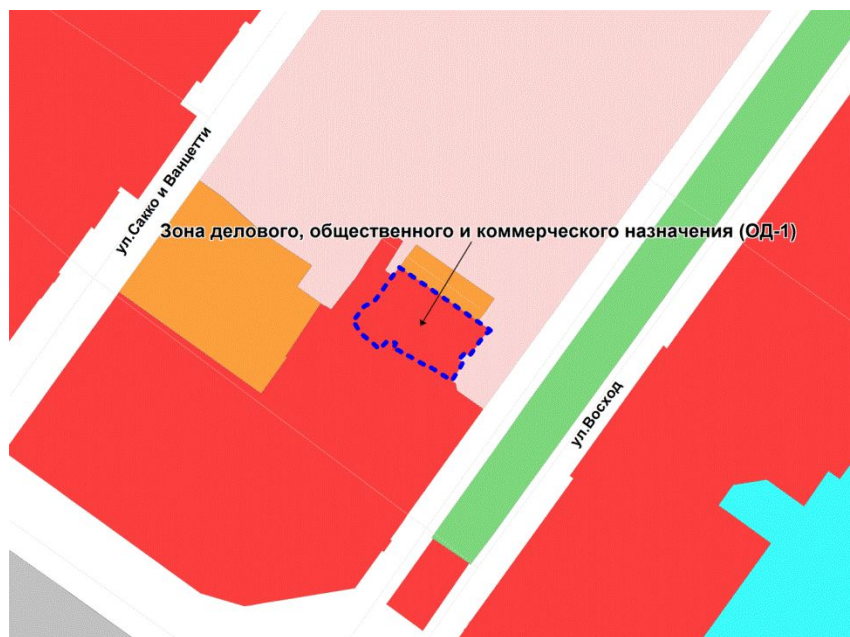 ул.Сакко и Ванцетти
Зона делового, общественного и коммерческого назначения (ОД-1)
ул.Восход